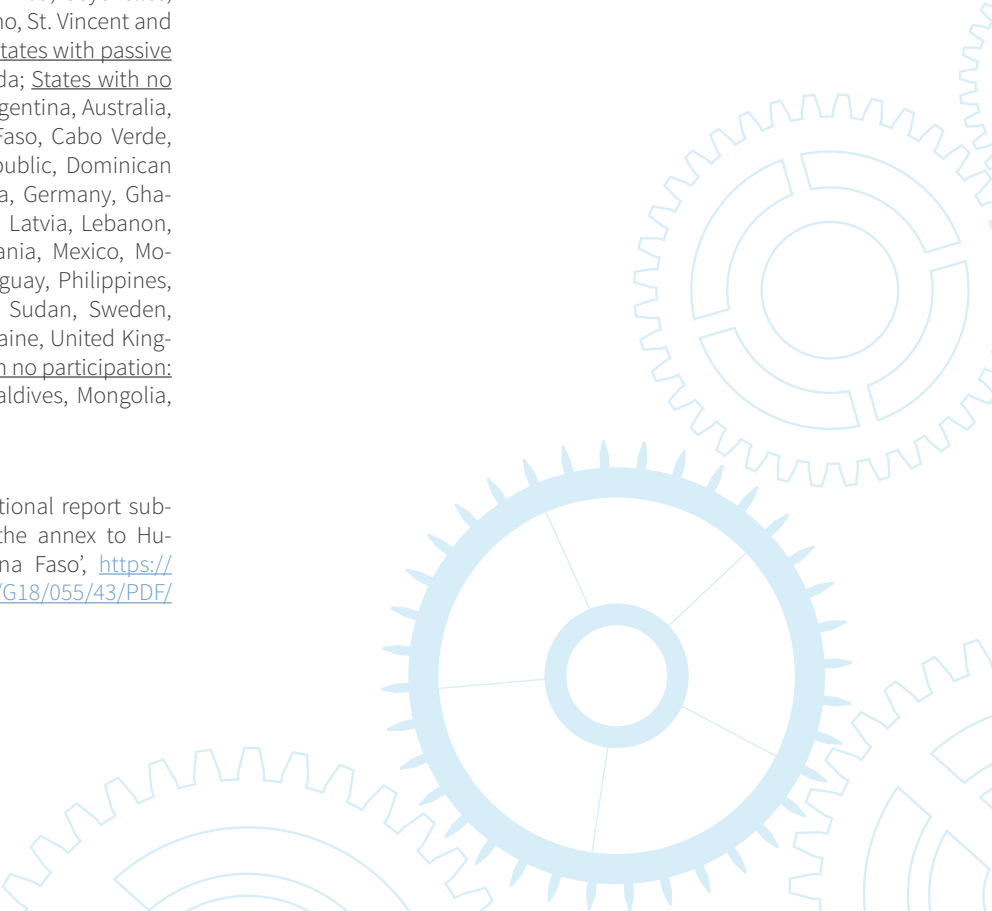 no, St. Vincent and
tates with passive
da; States with no
gentina, Australia,
Faso, Cabo Verde,
public, Dominican
a, Germany, Gha-
Latvia, Lebanon,
ania, Mexico, Mo-
guay, Philippines,
Sudan, Sweden,
aine, United King-
n no participation:
aldives, Mongolia,
tional report sub-
the annex to Hu-
na Faso’, https://
/G18/055/43/PDF/